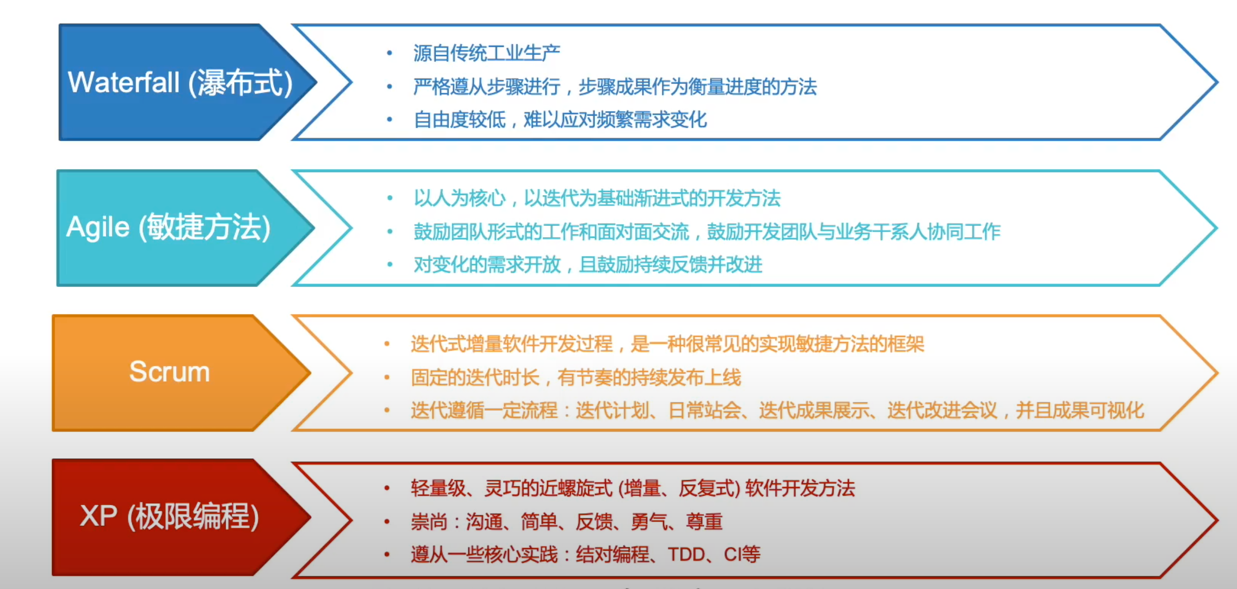 Waterfall (瀑布式)
• 源自传统工业生产
• 严格遵从步骤进行，步骤成果作为衡量进度的方法
• 自由度较低，难以应对频繁需求变化
Agile (敏捷方法)
• 以人为核心，以迭代为基础渐进式的开发方法
• 鼓励团队形式的工作和面对面交流，鼓励开发团队与业务干系人协同工作
• 对变化的需求开放，且鼓励持续反馈并改进
Scrum
• 迭代式增量软件开发过程，是一种很常见的实现敏捷方法的框架
• 固定的迭代时长，有节奏的持续发布上线
• 迭代遵循一定流程：迭代计划、日常站会、迭代成果展示、迭代改进会议，并且成果可视化
XP (极限编程)
• 轻量级、灵巧的近螺旋式 (增量、反复式) 软件开发方法
• 崇尚：沟通、简单、反馈、勇气、尊重
• 遵从一些核心实践：结对编程、TDD、CI等